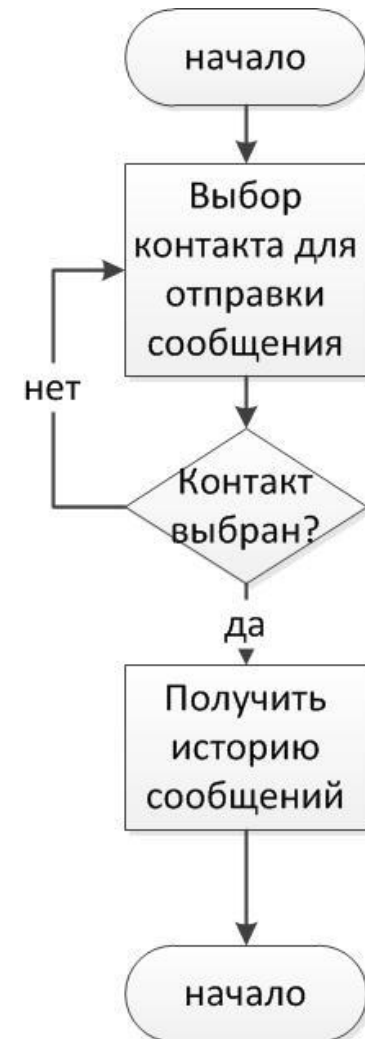 начало
Выбор
контакта для
отправки
сообщения
нет
Контакт
выбран?
да
Получить
историю
сообщений
начало